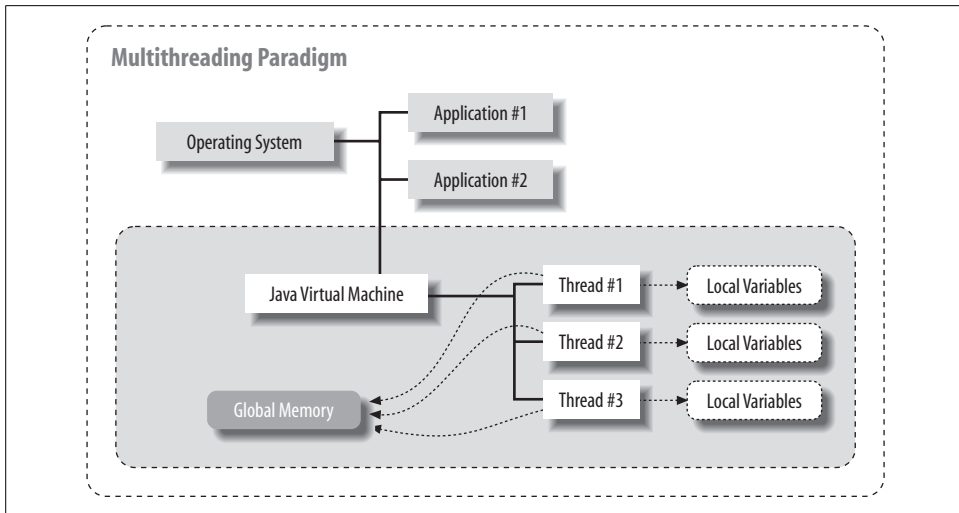 Multithreading Paradigm
Application #1
Operating System
Application #2
Java Virtual Machine
Thread #1
Local Variables
Thread #2
Local Variables
Thread #3
Local Variables
Global Memory